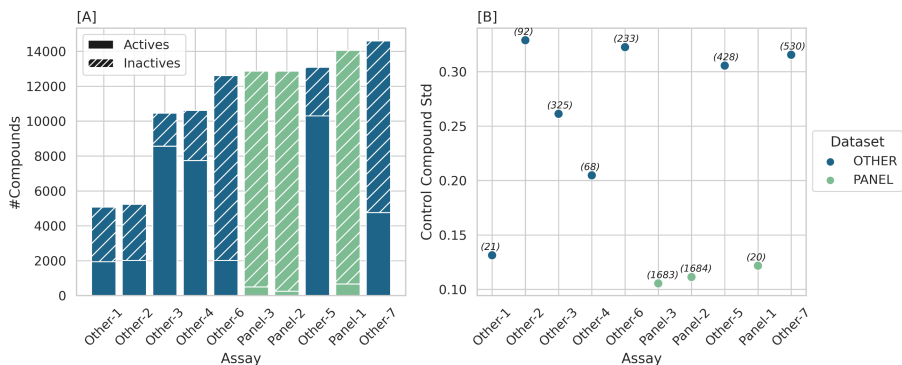 [A]
#Compounds
14000
12000
10000
8000
6000
4000
2000
0
Actives
Inactives
Other-1
Other-2
Other-3
Other-4
Other-6
Panel-3
Panel-2
Other-5
Panel-1
Other-7
Assay
[B]
Control Compound Std
0.30
0.25
0.20
0.15
0.10
(21)
(92)
(325)
(68)
(233)
(1683)
(1684)
(428)
(20)
(530)
Other-1
Other-2
Other-3
Other-4
Other-6
Panel-3
Panel-2
Other-5
Panel-1
Other-7
Assay
Dataset
OTHER
PANEL